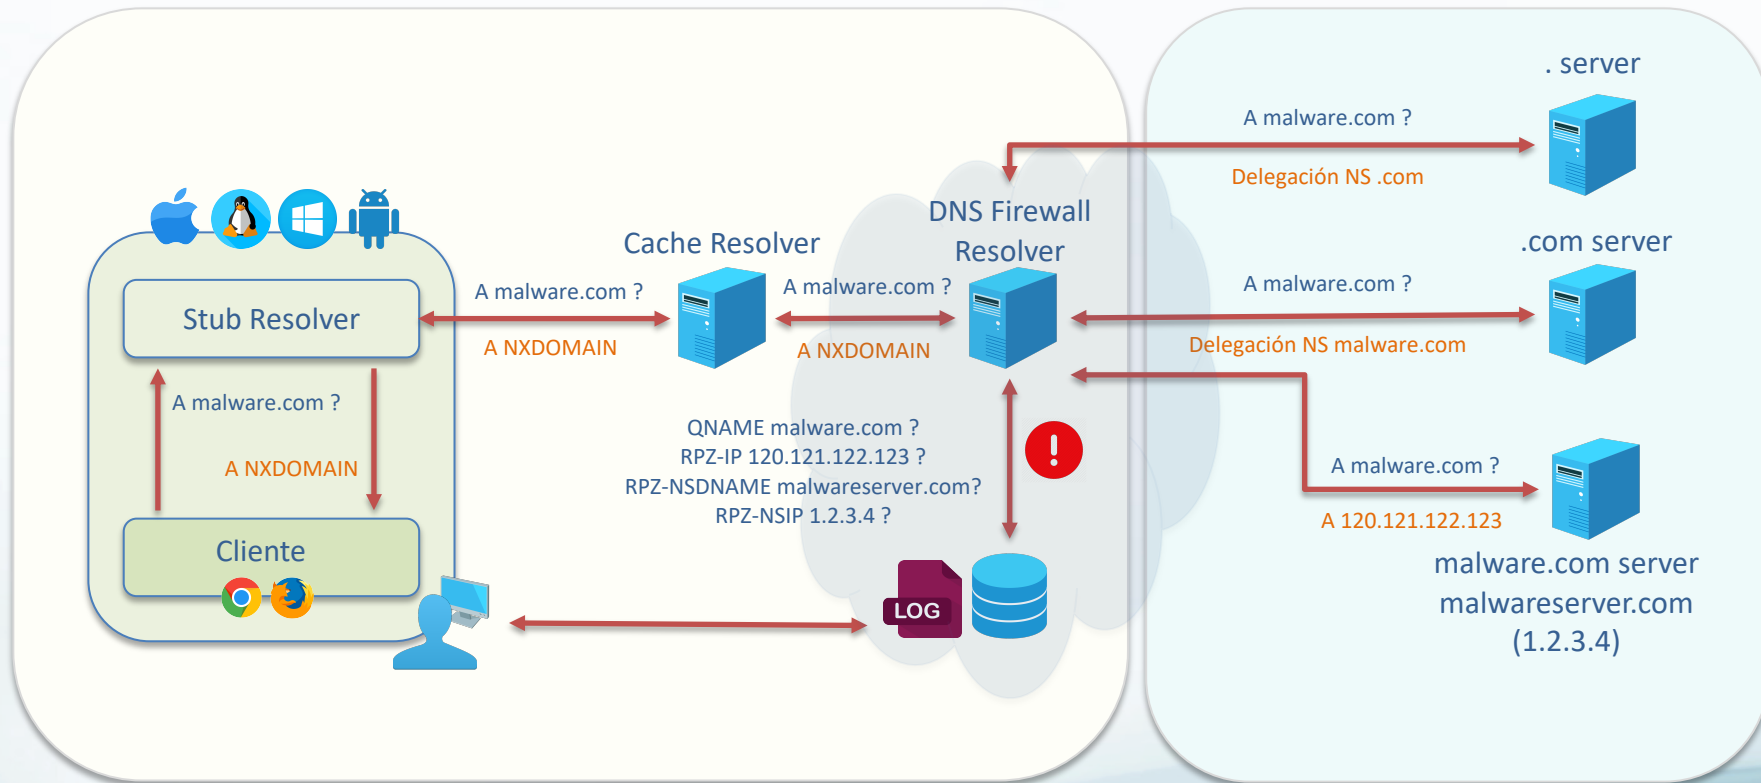 . server
A malware.com ?
Delegación NS .com
DNS Firewall
Resolver
Cache Resolver
.com server
A malware.com ?
A malware.com ?
A malware.com ?
Stub Resolver
A NXDOMAIN
A NXDOMAIN
Delegación NS malware.com
A malware.com ?
A NXDOMAIN
QNAME malware.com ?
RPZ-IP 120.121.122.123 ?
RPZ-NSDNAME malwareserver.com?
RPZ-NSIP 1.2.3.4 ?
A malware.com ?
A 120.121.122.123
Cliente
LOG
malware.com server
malwareserver.com
(1.2.3.4)